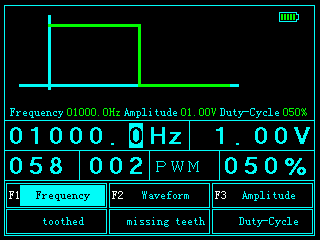 Frequency 01000.0Hz Amplitude 01.00V Duty-Cycle 050%
01000.0Hz 1.00V
058 002 PWM 050%
F1 Frequency F2 Waveform F3 Amplitude
toothed missing teeth Duty-Cycle